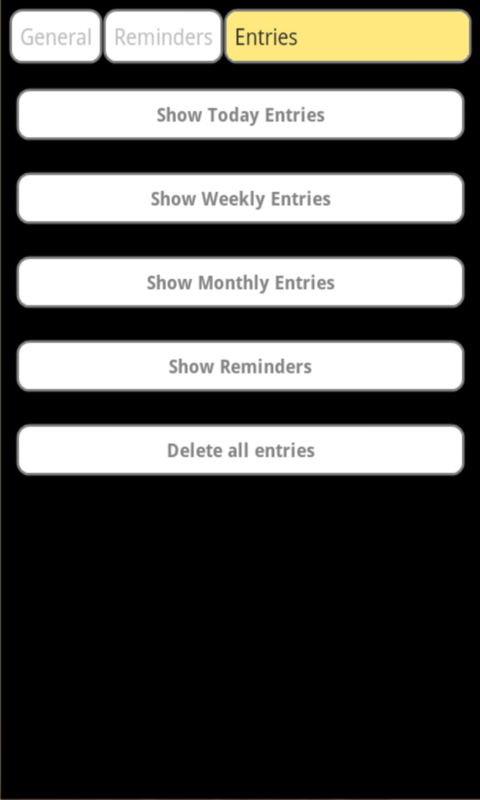 General Reminders Entries
Show Today Entries
Show Weekly Entries
Show Monthly Entries
Show Reminders
Delete all entries